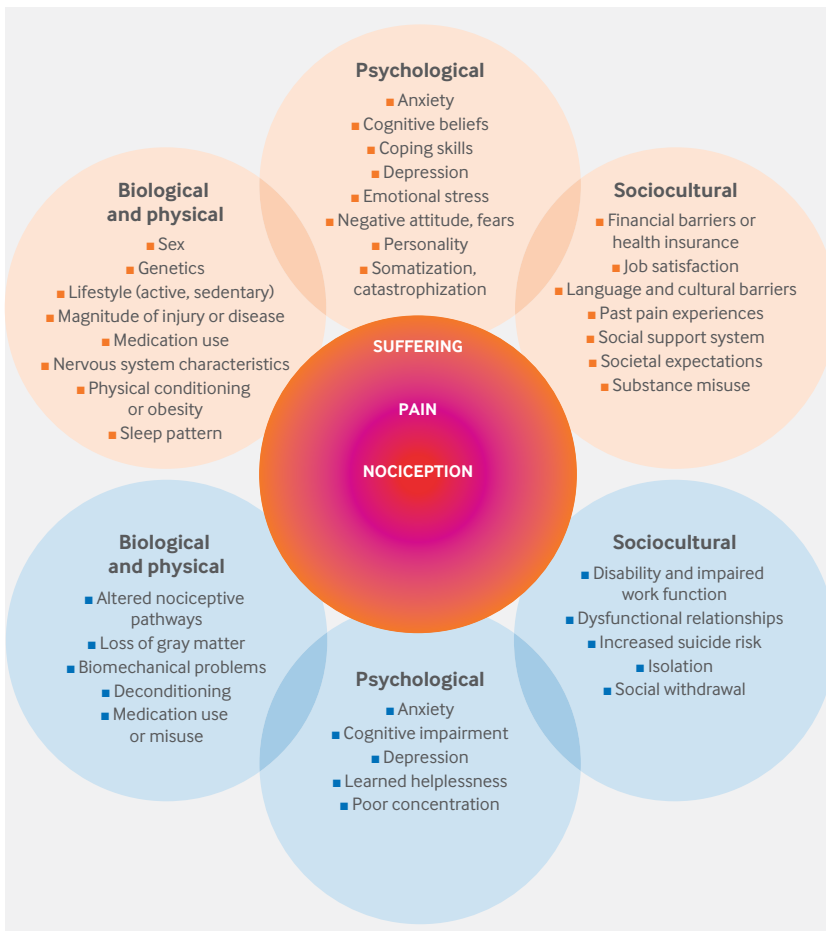 Psychological
■ Anxiety
■ Cognitive beliefs
■ Coping skills
■ Depression
■ Emotional stress
■ Negative attitude, fears
■ Personality
■ Somatization,
catastrophization
Biological
and physical
■ Sex
■ Genetics
■ Lifestyle (active, sedentary)
■ Magnitude of injury or disease
■ Medication use
■ Nervous system characteristics
■ Physical conditioning
or obesity
■ Sleep pattern
Sociocultural
■ Financial barriers or
health insurance
■ Job satisfaction
■ Language and cultural barriers
■ Past pain experiences
■ Social support system
■ Societal expectations
■ Substance misuse
SUFFERING
PAIN
NOCICEPTION
Biological
and physical
■ Altered nociceptive
pathways
■ Loss of gray matter
■ Biomechanical problems
■ Deconditioning
■ Medication use
or misuse
Psychological
■ Anxiety
■ Cognitive impairment
■ Depression
■ Learned helplessness
■ Poor concentration
Sociocultural
■ Disability and impaired
work function
■ Dysfunctional relationships
■ Increased suicide risk
■ Isolation
■ Social withdrawal